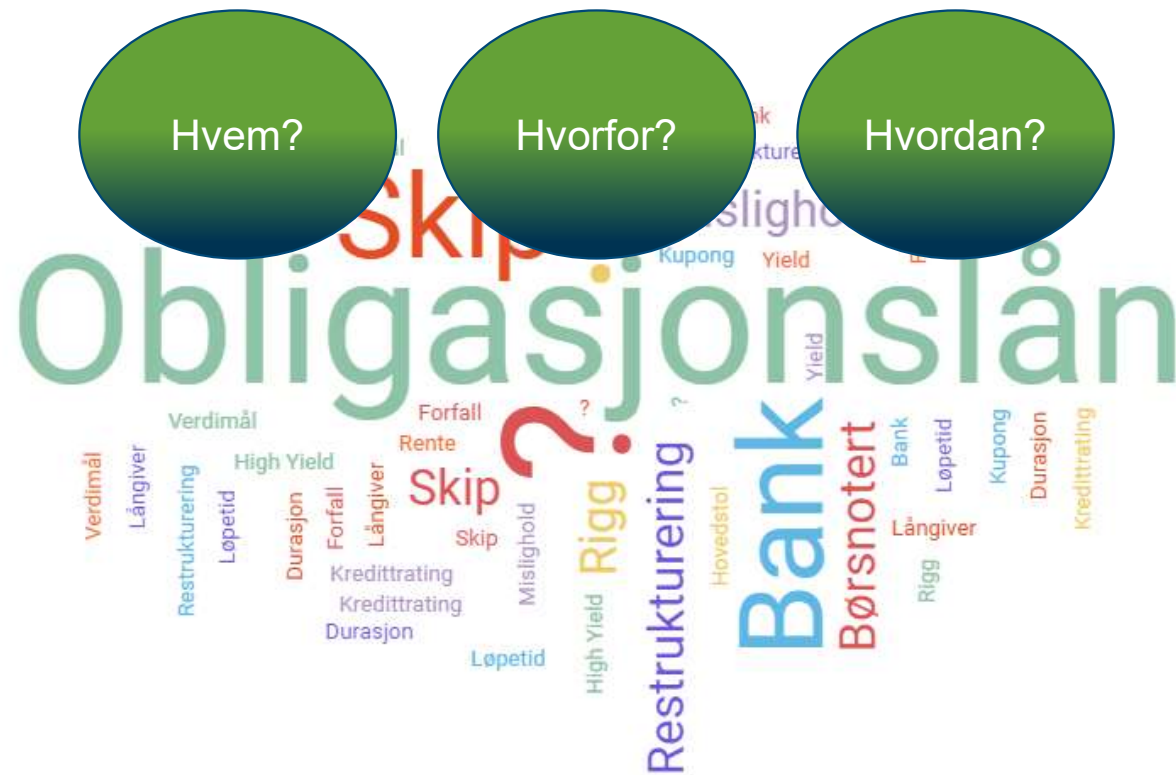 Hvem?
Hvorfor?
Hvordan?
Skip
Kupong
Yield
Obligasjonslån
Yield
Verdimål
Forfall
?
?
Rente
?
High Yield
Skip
Verdimål
Långiver
Restrukturering
Løpetid
Durasjon
Forfall
Långiver
Skip
Mislighold
Rigg
Restrukturering
Hovedstol
Bank
Børsnotert
Bank
Løpetid
Kupong
Durasjon
Kredittrating
Långiver
Rigg
Kredittrating
Kredittrating
Durasjon
Løpetid
High Yield